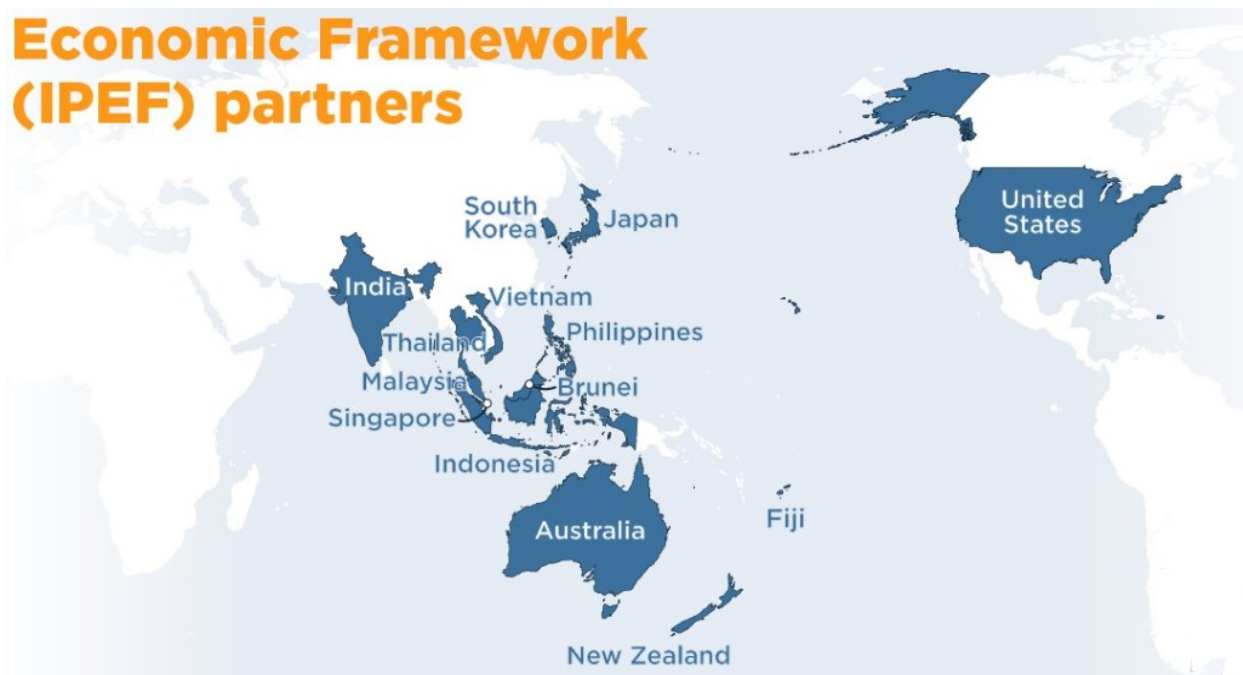 Economic Framework
(IPEF) partners
United
States
South
Korea
Japan
India
Vietnam
Philippines
Thailand
Malaysia
Brunei
Singapore
Indonesia
Fiji
Australia
New Zealand